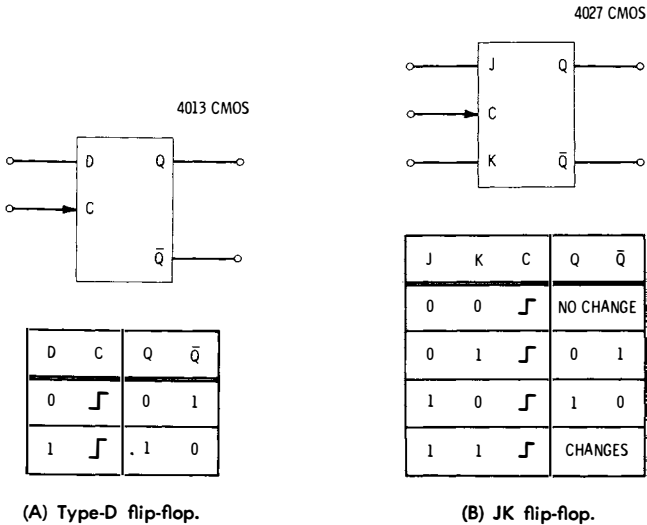 4013 CMOS
D Q
C
Q̄
D C Q Q̄
0 0 1
1 .1 0
(A) Type-D flip-flop.
4027 CMOS
J Q
C
K Q̄
J K C Q Q̄
0 0 NO CHANGE
0 1 0 1
1 0 1 0
1 1 CHANGES
(B) JK flip-flop.